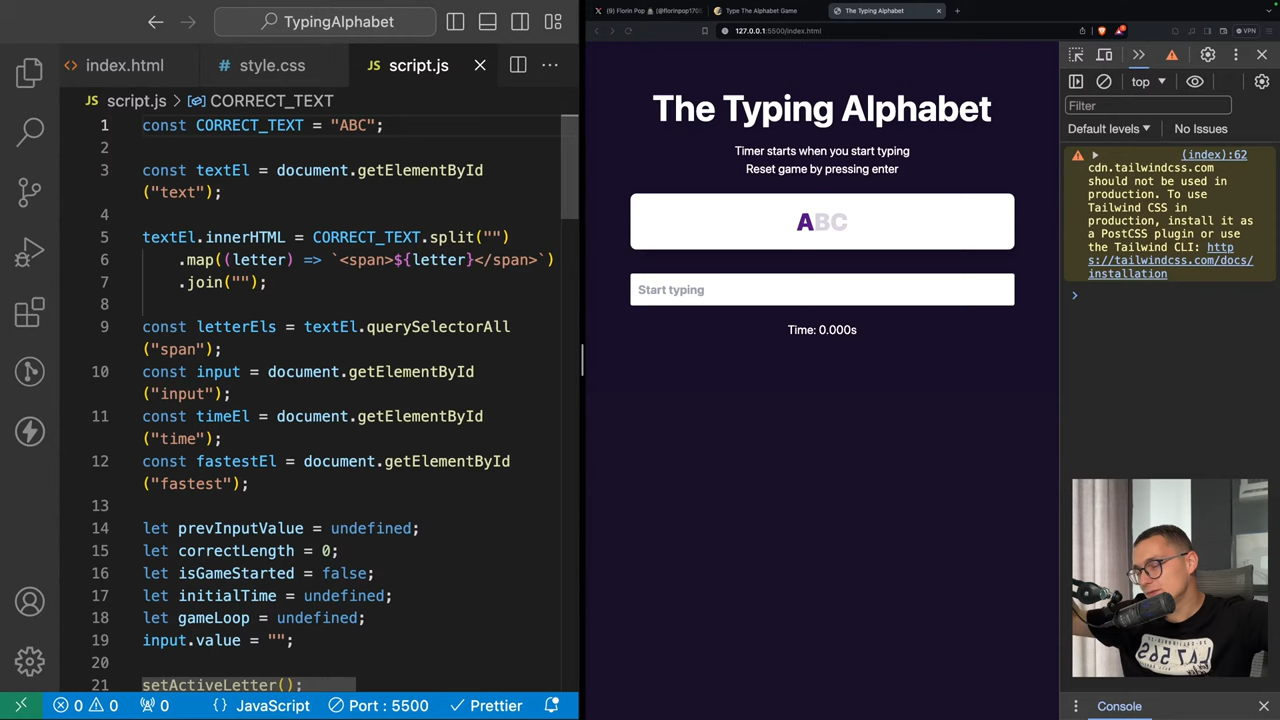 TypingAlphabet
index.html
style.css
script.js
script.js > CORRECT_TEXT
1 const CORRECT_TEXT = "ABC";
2
3 const textEl = document.getElementById
("text");
4
5 textEl.innerHTML = CORRECT_TEXT.split("")
6 .map((letter) => `<span>${letter}</span>`)
7 .join("");
8
9 const letterEls = textEl.querySelectorAll
("span");
10 const input = document.getElementById
("input");
11 const timeEl = document.getElementById
("time");
12 const fastestEl = document.getElementById
("fastest");
13
14 let prevInputValue = undefined;
15 let correctLength = 0;
16 let isGameStarted = false;
17 let initialTime = undefined;
18 let gameLoop = undefined;
19 input.value = "";
20
21 setActiveLetter();
0 0 0 {} JavaScript Port : 5500 Prettier
Type The Alphabet Game
The Typing Alphabet
127.0.0.1:5500/index.html
VPN
The Typing Alphabet
Timer starts when you start typing
Reset game by pressing enter
ABC
Start typing
Time: 0.000s
top
Filter
Default levels
No Issues
(index):62
cdn.tailwindcss.com
should not be used in
production. To use
Tailwind CSS in
production, install it as
a PostCSS plugin or use
the Tailwind CLI: http
s://tailwindcss.com/docs/
installation
Console